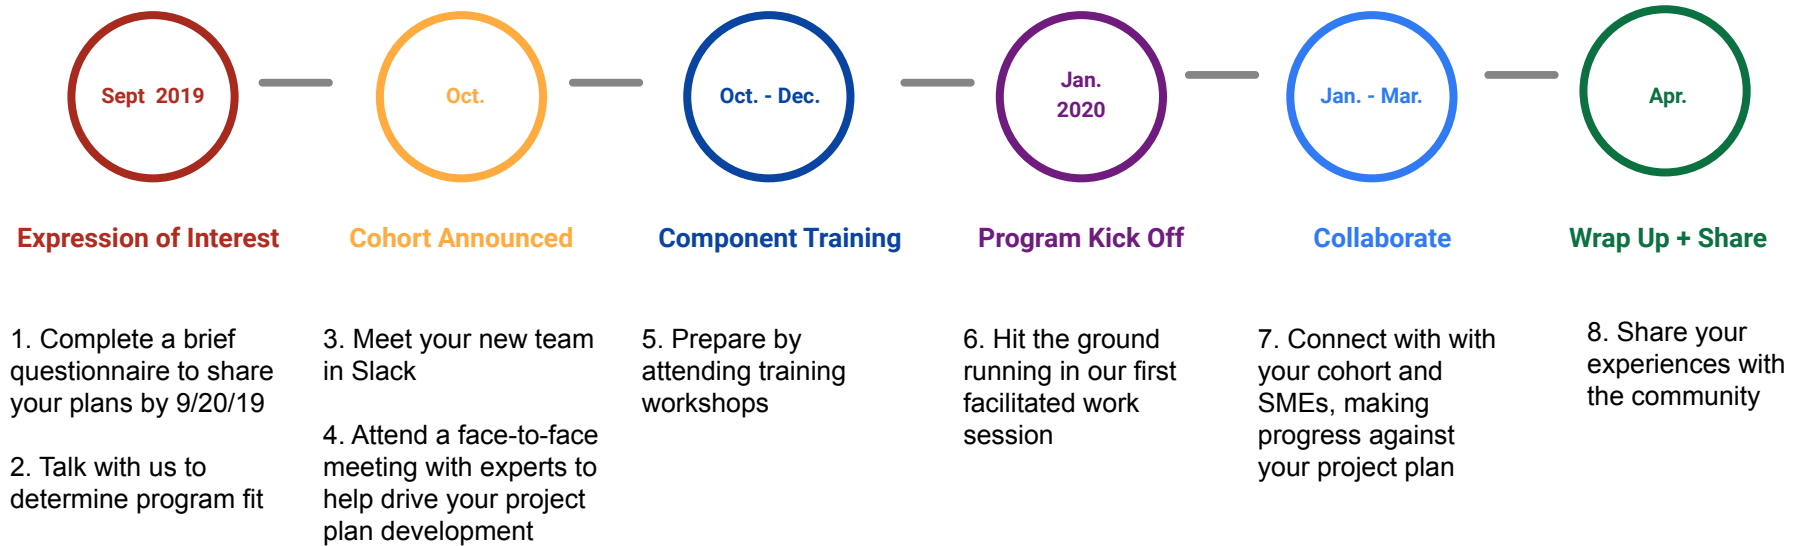 Sept 2019
Oct.
Oct. - Dec.
Jan.
2020
Jan. - Mar.
Apr.
Expression of Interest
Cohort Announced
Component Training
Program Kick Off
Collaborate
Wrap Up + Share
1. Complete a brief
questionnaire to share
your plans by 9/20/19
2. Talk with us to
determine program fit
3. Meet your new team
in Slack
4. Attend a face-to-face
meeting with experts to
help drive your project
plan development
5. Prepare by
attending training
workshops
6. Hit the ground
running in our first
facilitated work
session
7. Connect with with
your cohort and
SMEs, making
progress against
your project plan
8. Share your
experiences with
the community